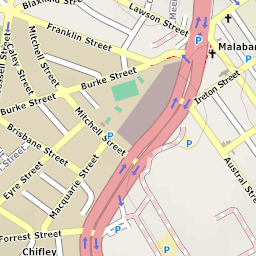 Lawson Street
Franklin Street
Malabar
Mitchell Street
Burke Street
Ireton Street
Burke Street
Brisbane Street
Mitchell Street
P
P
P
P
P
P
Austral Street
Eyre Street
Macquarie Street
Forrest Street
Chifley